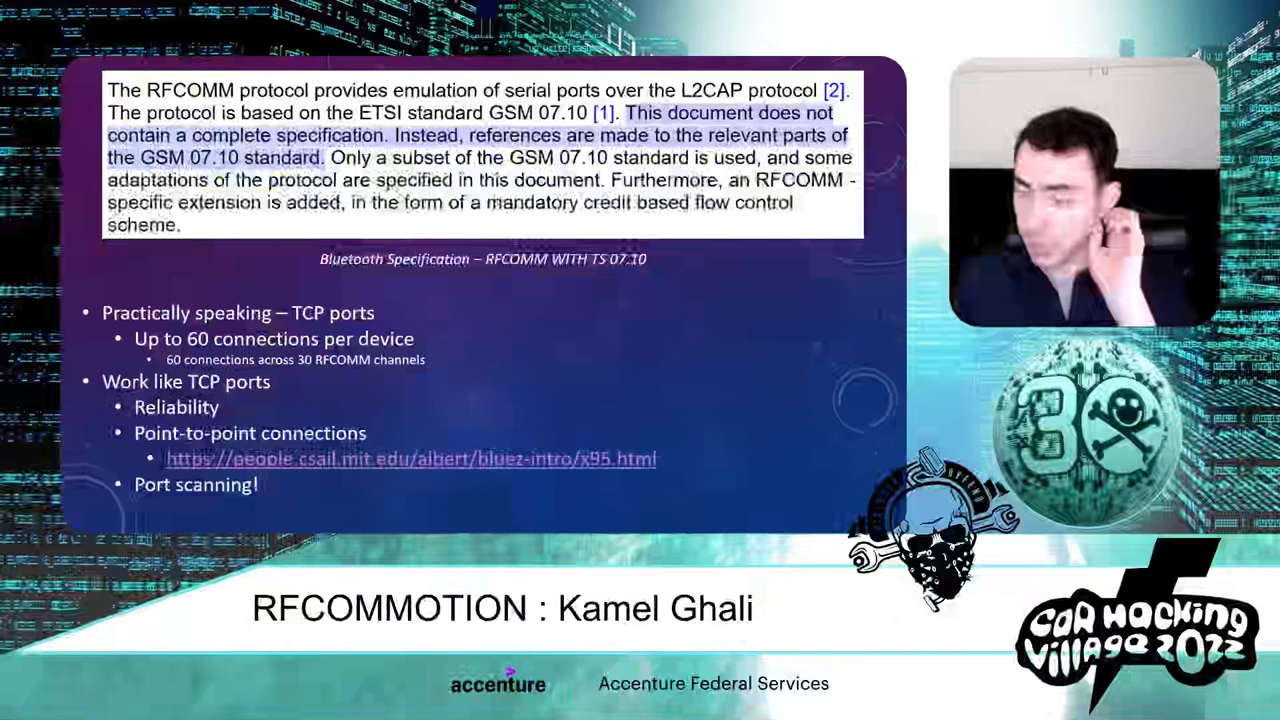 The RFCOMM protocol provides emulation of serial ports over the L2CAP protocol [2].
The protocol is based on the ETSI standard GSM 07.10 [1]. This document does not
contain a complete specification. Instead, references are made to the relevant parts of
the GSM 07.10 standard. Only a subset of the GSM 07.10 standard is used, and some
adaptations of the protocol are specified in this document. Furthermore, an RFCOMM -
specific extension is added, in the form of a mandatory credit based flow control
scheme.
Bluetooth Specification – RFCOMM WITH TS 07.10
• Practically speaking – TCP ports
• Up to 60 connections per device
• 60 connections across 30 RFCOMM channels
• Work like TCP ports
• Reliability
• Point-to-point connections
• https://people.csail.mit.edu/albert/bluez-intro/x95.html
• Port scanning!
30
RFCOMMOTION : Kamel Ghali
CAR HACKING
VILLAGE 2022
accenture
Accenture Federal Services